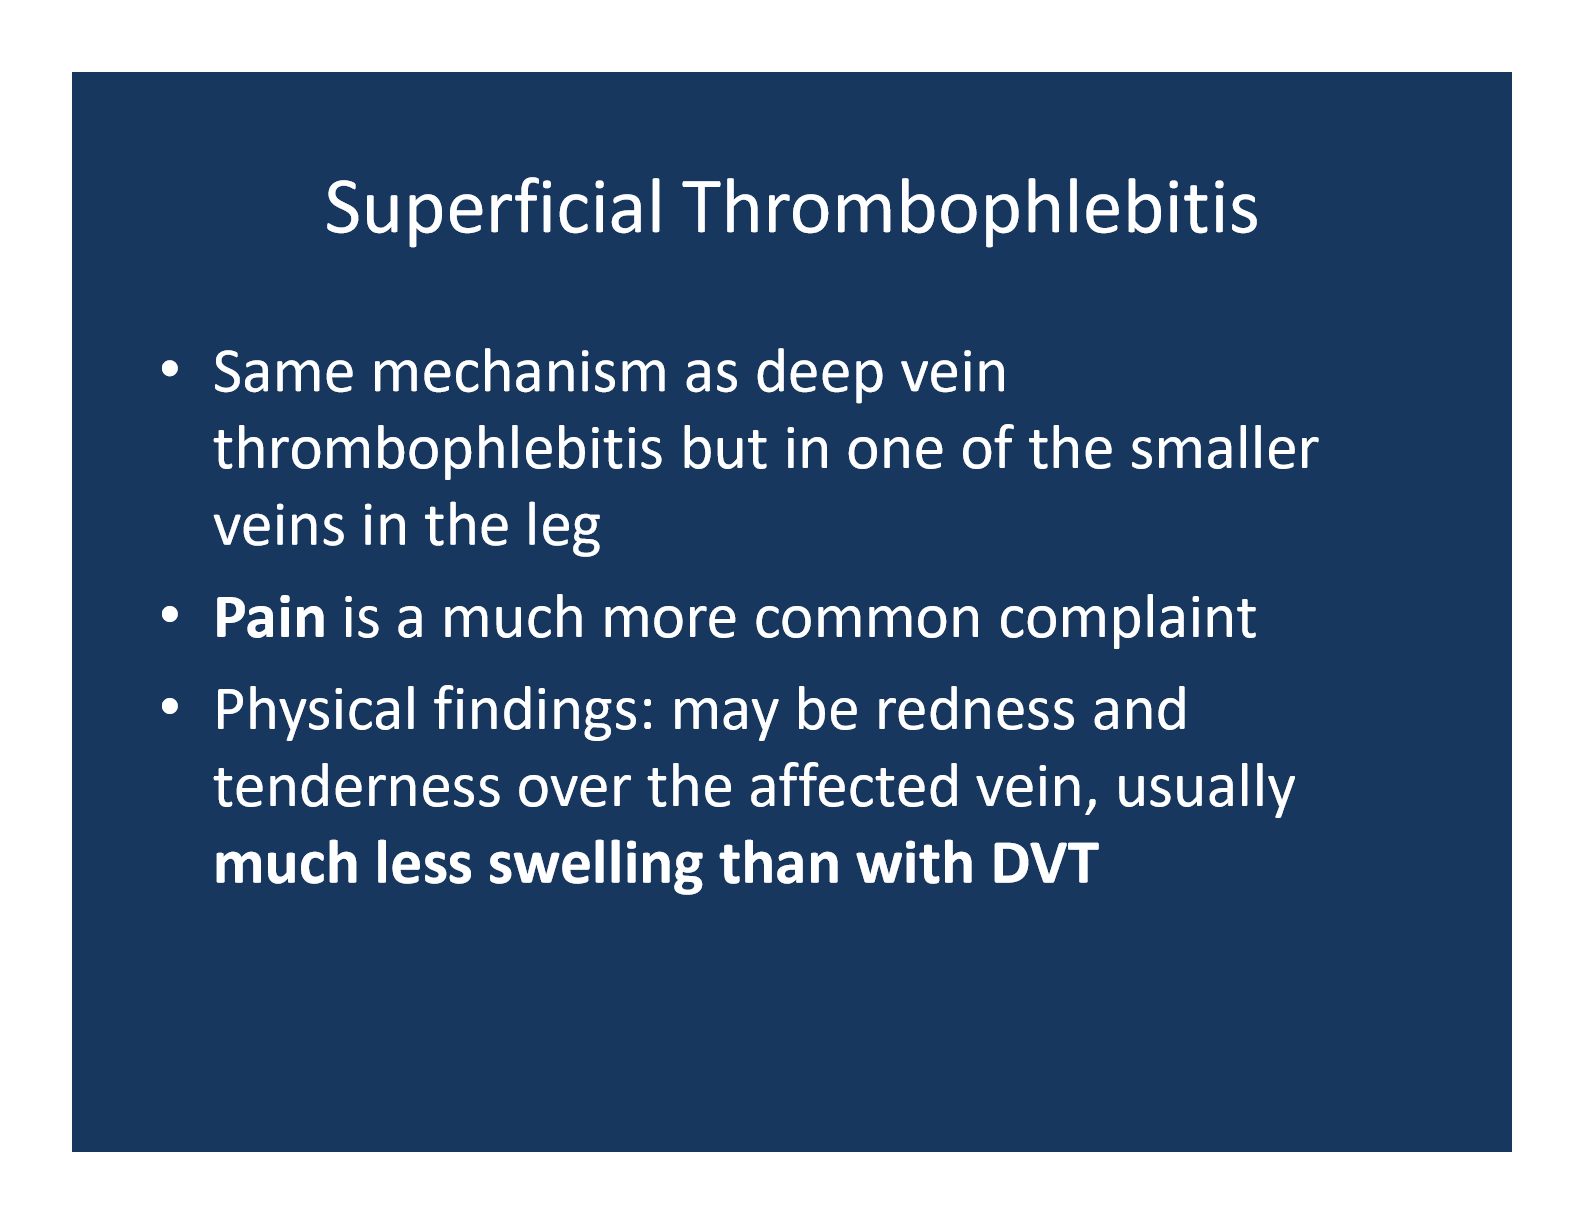 Superficial Thrombophlebitis
• Same mechanism as deep vein
thrombophlebitis but in one of the smaller
veins in the leg
• Pain is a much more common complaint
• Physical findings: may be redness and
tenderness over the affected vein, usually
much less swelling than with DVT